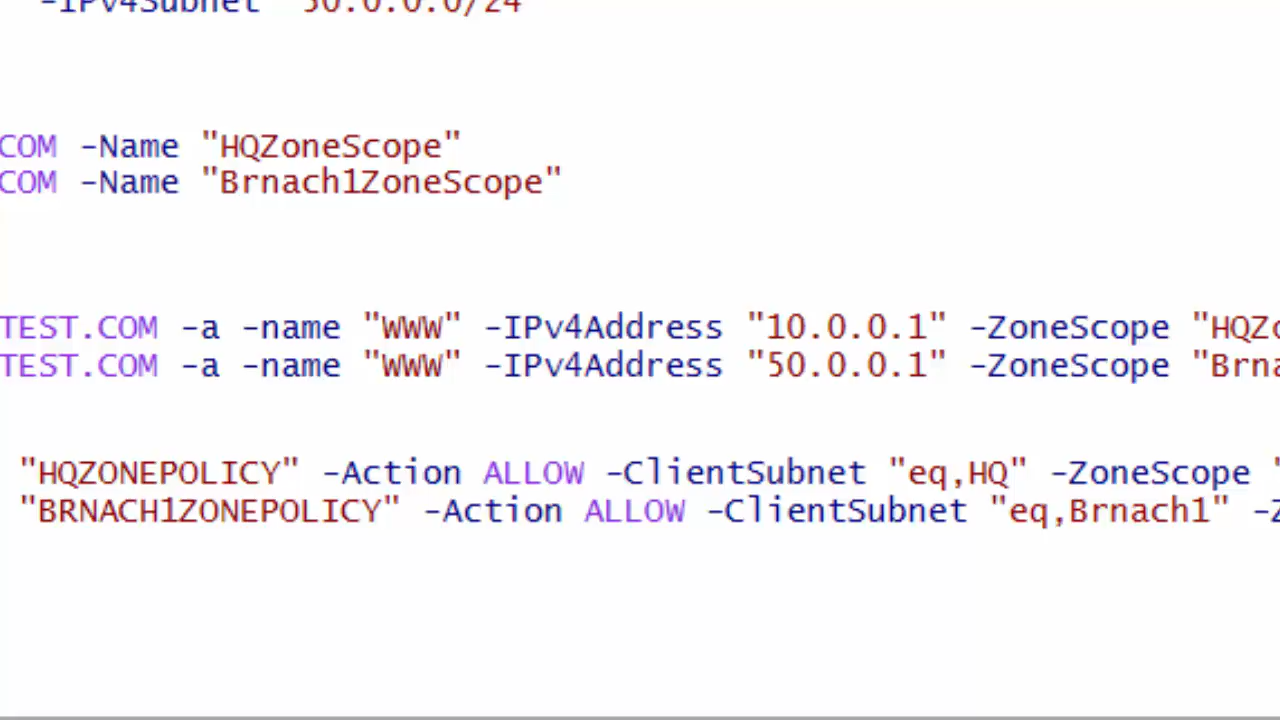 -IPv4Subnet "50.0.0.0/24"
COM -Name "HQZoneScope"
COM -Name "Brnach1ZoneScope"
TEST.COM -a -name "WWW" -IPv4Address "10.0.0.1" -ZoneScope "HQZo
TEST.COM -a -name "WWW" -IPv4Address "50.0.0.1" -ZoneScope "Brna
"HQZONEPOLICY" -Action ALLOW -ClientSubnet "eq,HQ" -ZoneScope "
"BRNACH1ZONEPOLICY" -Action ALLOW -ClientSubnet "eq,Brnach1" -Z